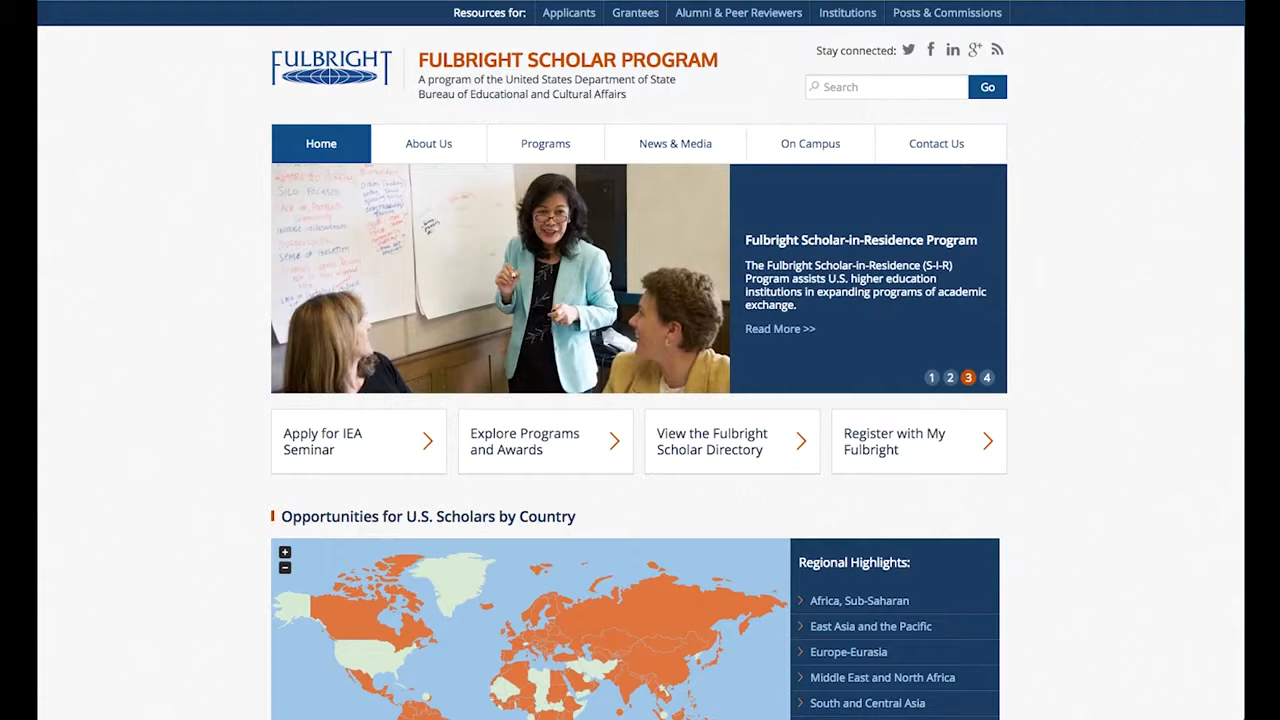 Resources for: Applicants Grantees Alumni & Peer Reviewers Institutions Posts & Commissions
FULBRIGHT
FULBRIGHT SCHOLAR PROGRAM
A program of the United States Department of State
Bureau of Educational and Cultural Affairs
Stay connected:
Search Go
Home About Us Programs News & Media On Campus Contact Us
SILO FOCUSED
SENSE OF ISOLATION
Fulbright Scholar-in-Residence Program
The Fulbright Scholar-in-Residence (S-I-R)
Program assists U.S. higher education
institutions in expanding programs of academic
exchange.
Read More >>
1 2 3 4
Apply for IEA
Seminar
Explore Programs
and Awards
View the Fulbright
Scholar Directory
Register with My
Fulbright
Opportunities for U.S. Scholars by Country
Regional Highlights:
Africa, Sub-Saharan
East Asia and the Pacific
Europe-Eurasia
Middle East and North Africa
South and Central Asia